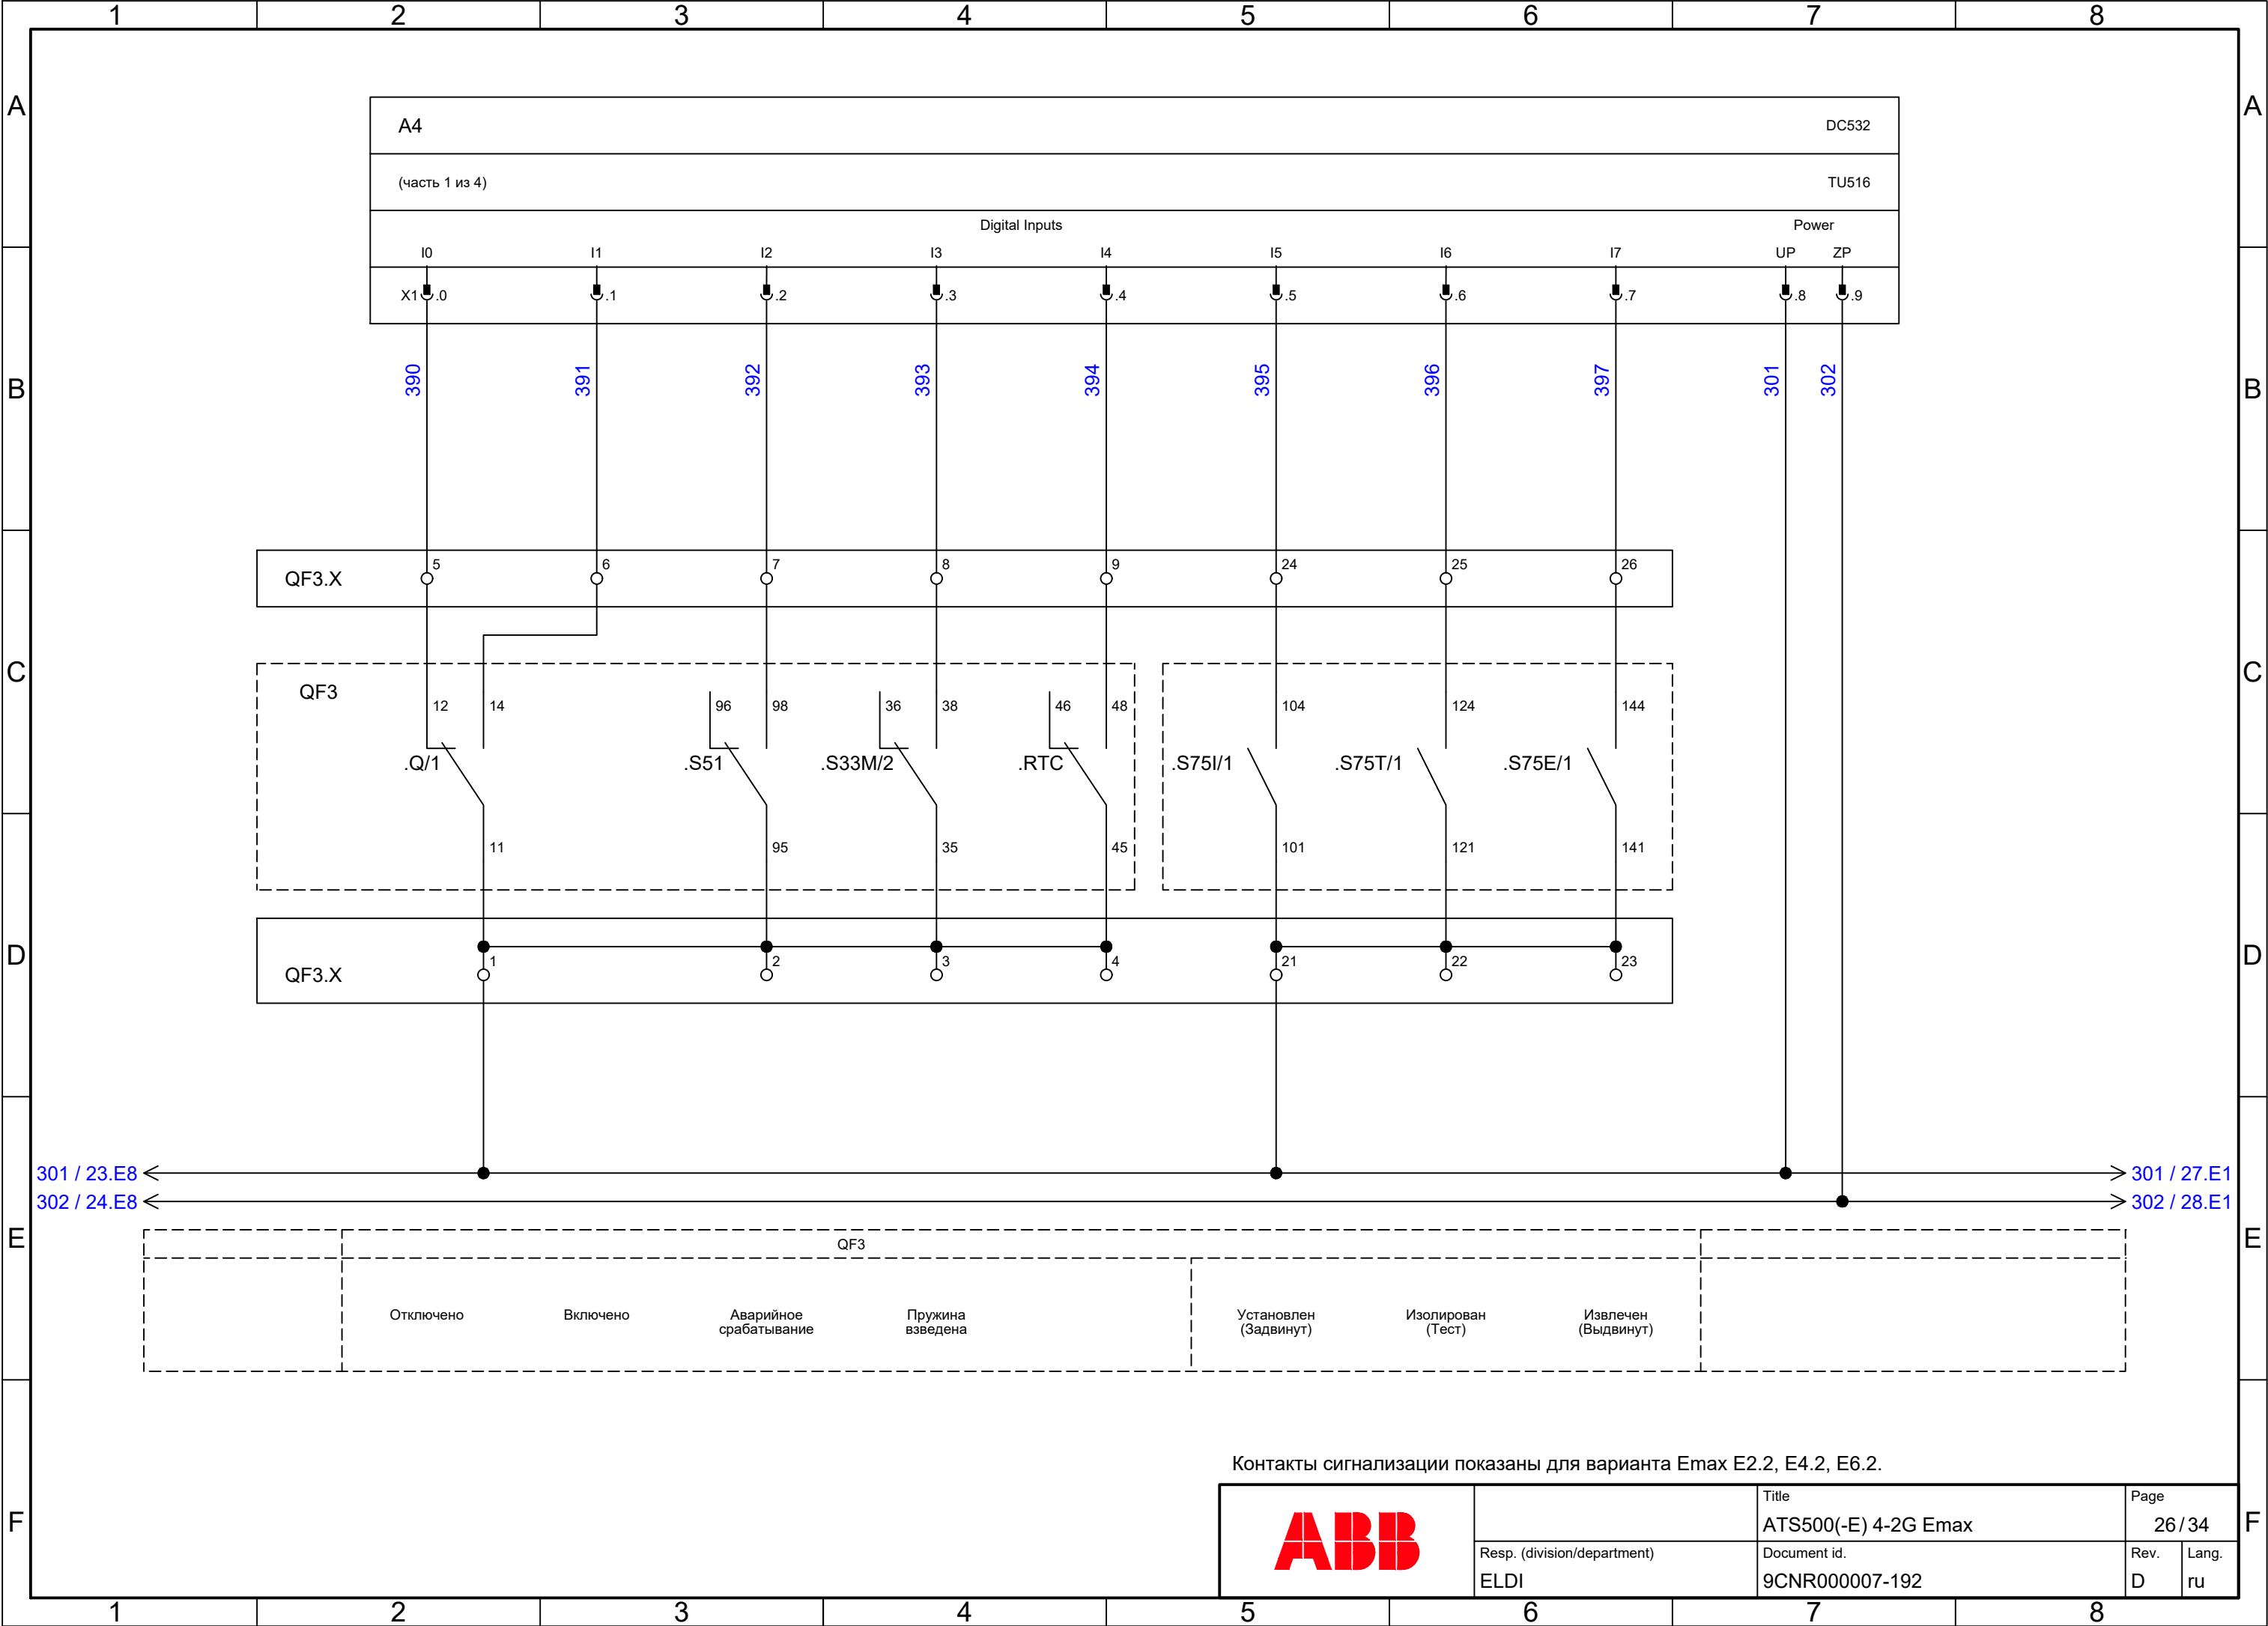 1 2 3 4 5 6 7 8
A A
A4 DC532
(часть 1 из 4) TU516
Digital Inputs Power
I0 I1 I2 I3 I4 I5 I6 I7 UP ZP
X1 .0 .1 .2 .3 .4 .5 .6 .7 .8 .9
B B
390 391 392 393 394 395 396 397 301 302
QF3.X 5 6 7 8 9 24 25 26
C C
QF3
12 14 96 98 36 38 46 48 104 124 144
.Q/1 .S51 .S33M/2 .RTC .S75I/1 .S75T/1 .S75E/1
11 95 35 45 101 121 141
D D
QF3.X 1 2 3 4 21 22 23
301 / 23.E8 301 / 27.E1
302 / 24.E8 302 / 28.E1
E E
QF3
Отключено Включено Аварийное Пружина Установлен Изолирован Извлечен
срабатывание взведена (Задвинут) (Тест) (Выдвинут)
Контакты сигнализации показаны для варианта Emax E2.2, E4.2, E6.2.
F F
ABB
Title Page
ATS500(-E) 4-2G Emax 26/34
Resp. (division/department) Document id. Rev. Lang.
ELDI 9CNR000007-192 D ru
1 2 3 4 5 6 7 8